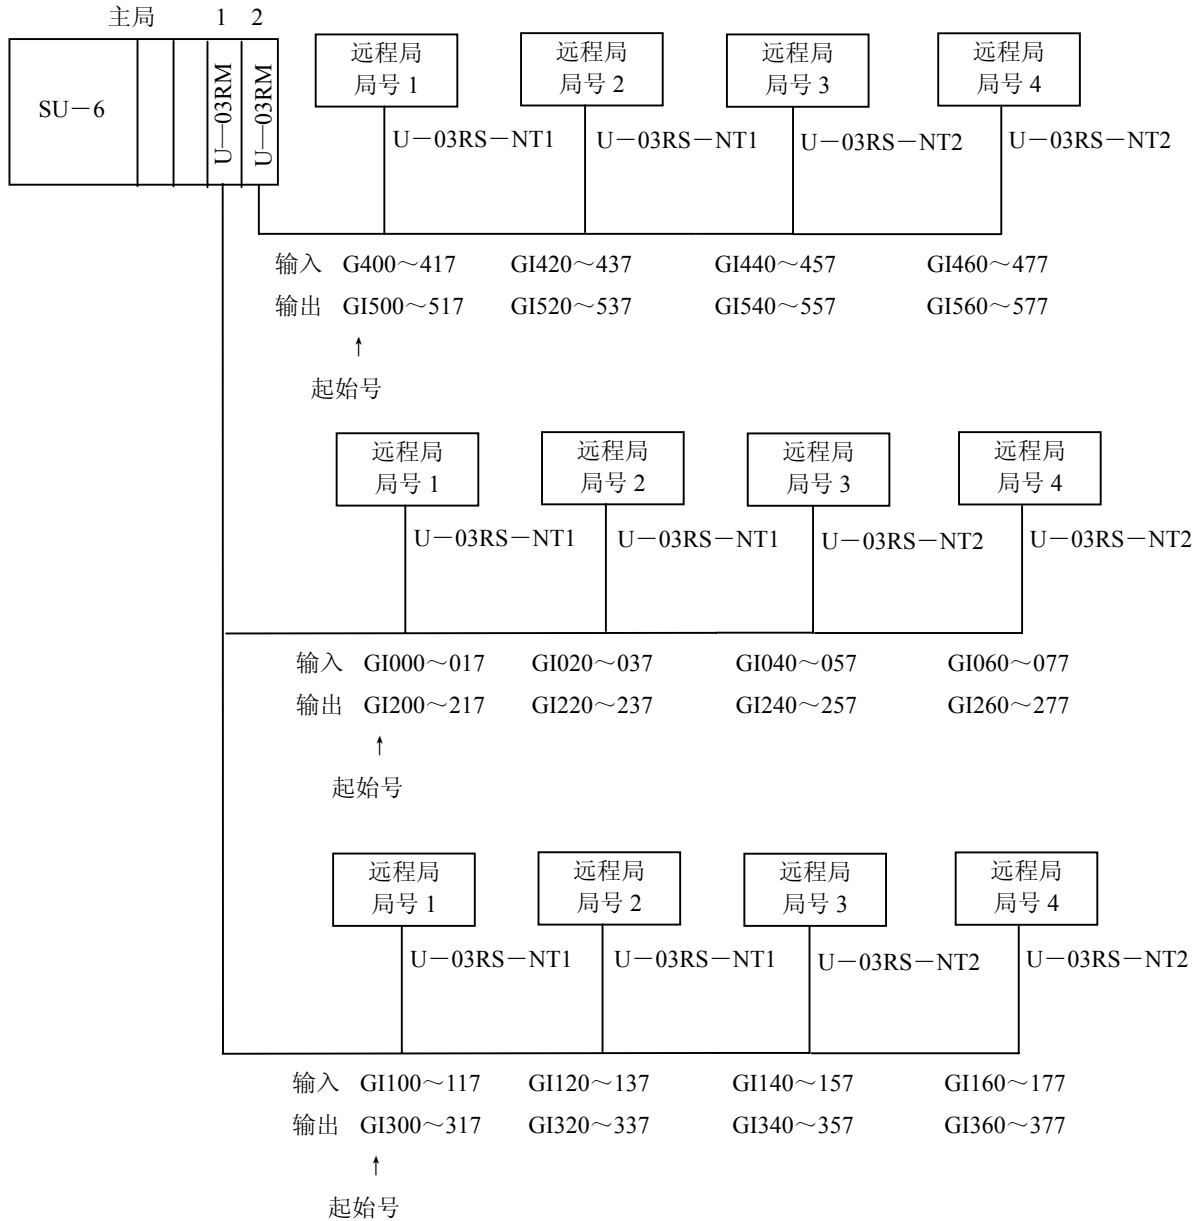 主局 1 2
SU－6
U—03RM
U—03RM
远程局
局号 1
远程局
局号 2
远程局
局号 3
远程局
局号 4
U－03RS－NT1
U－03RS－NT1
U－03RS－NT2
U－03RS－NT2
输入 G400～417 GI420～437 GI440～457 GI460～477
输出 GI500～517 GI520～537 GI540～557 GI560～577
↑
起始号
远程局
局号 1
远程局
局号 2
远程局
局号 3
远程局
局号 4
U－03RS－NT1
U－03RS－NT1
U－03RS－NT2
U－03RS－NT2
输入 GI000～017 GI020～037 GI040～057 GI060～077
输出 GI200～217 GI220～237 GI240～257 GI260～277
↑
起始号
远程局
局号 1
远程局
局号 2
远程局
局号 3
远程局
局号 4
U－03RS－NT1
U－03RS－NT1
U－03RS－NT2
U－03RS－NT2
输入 GI100～117 GI120～137 GI140～157 GI160～177
输出 GI300～317 GI320～337 GI340～357 GI360～377
↑
起始号